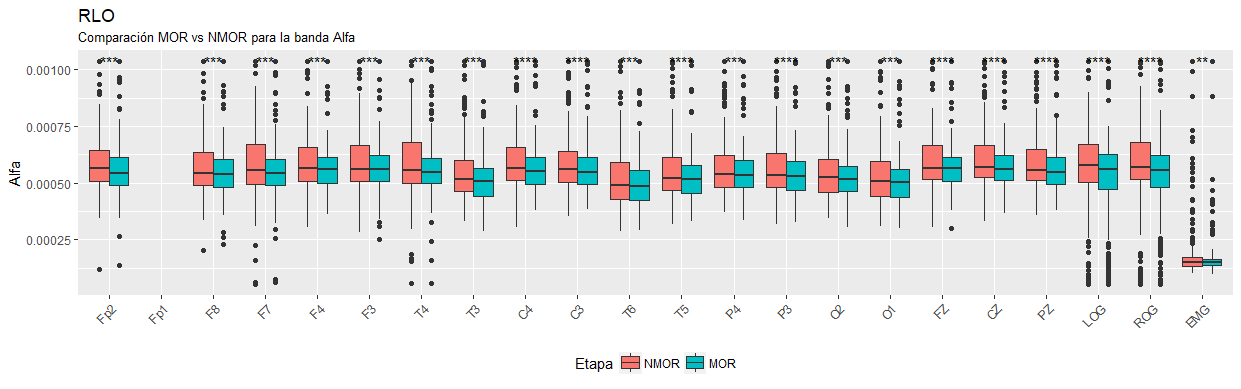 RLO
Comparación MOR vs NMOR para la banda Alfa
Alfa
0.00100
0.00075
0.00050
0.00025
*** *** *** *** *** *** *** *** *** *** *** *** *** *** *** *** *** *** *** *** **
Fp2 Fp1 F8 F7 F4 F3 T4 T3 C4 C3 T6 T5 P4 P3 O2 O1 FZ CZ PZ LOG ROG EMG
Etapa NMOR MOR